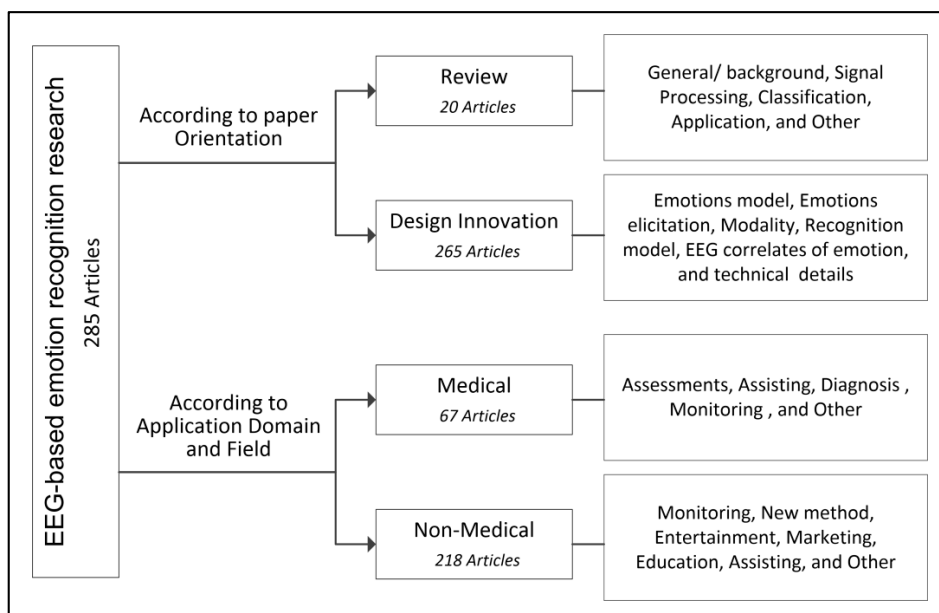 EEG-based emotion recognition research
285 Articles
According to paper
Orientation
Review
20 Articles
General/ background, Signal
Processing, Classification,
Application, and Other
Design Innovation
265 Articles
Emotions model, Emotions
elicitation, Modality, Recognition
model, EEG correlates of emotion,
and technical  details
According to
Application Domain
and Field
Medical
67 Articles
Assessments, Assisting, Diagnosis ,
Monitoring , and Other
Non-Medical
218 Articles
Monitoring, New method,
Entertainment, Marketing,
Education, Assisting, and Other